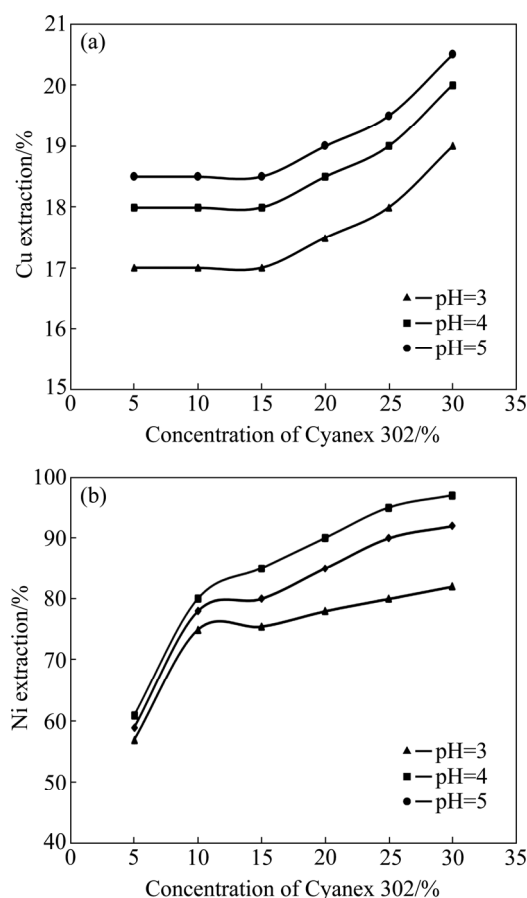 (a)
Cu extraction/%
21
20
19
18
17
16
15
0 5 10 15 20 25 30 35
pH=3
pH=4
pH=5
Concentration of Cyanex 302/%
(b)
Ni extraction/%
100
90
80
70
60
50
40
0 5 10 15 20 25 30 35
pH=3
pH=4
pH=5
Concentration of Cyanex 302/%